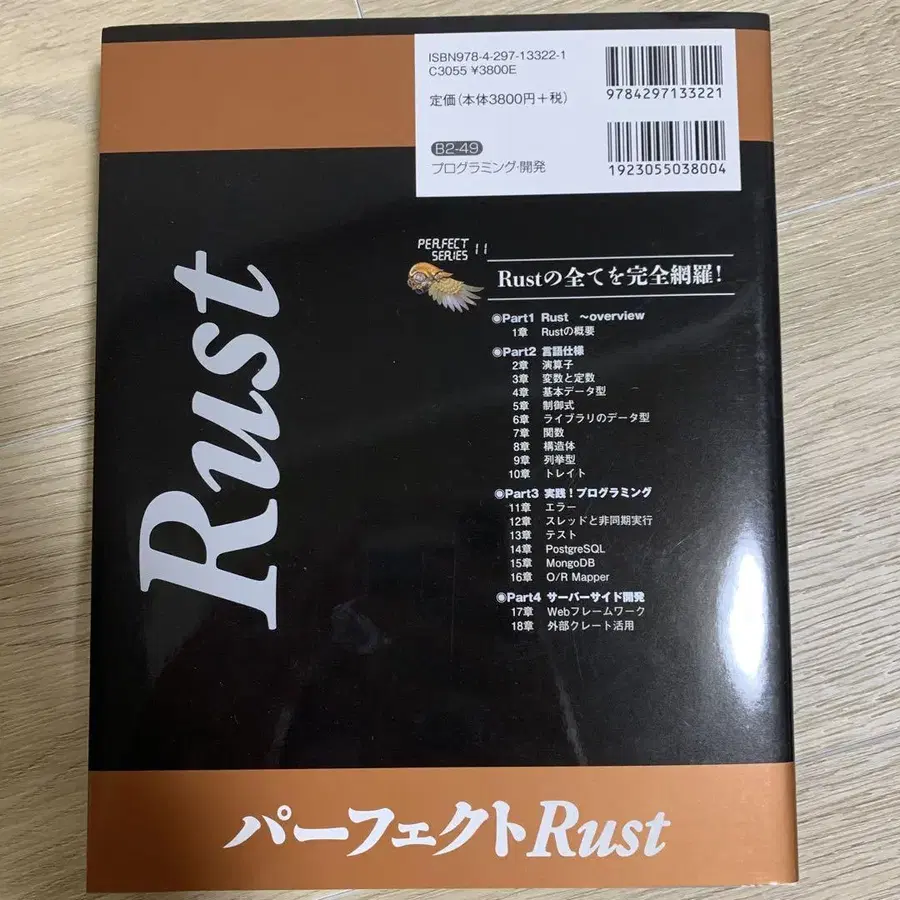 ISBN978-4-297-13322-1
C3055 ¥3800E
定価(本体3800円+税)
9784297133221
B2-49
プログラミング・開発
1923055038004
Rust
PERFECT SERIES 11
Rustの全てを完全網羅!
◉Part1 Rust ～overview
1章 Rustの概要
◉Part2 言語仕様
2章 演算子
3章 変数と定数
4章 基本データ型
5章 制御式
6章 ライブラリのデータ型
7章 関数
8章 構造体
9章 列挙型
10章 トレイト
◉Part3 実践！プログラミング
11章 エラー
12章 スレッドと非同期実行
13章 テスト
14章 PostgreSQL
15章 MongoDB
16章 O/R Mapper
◉Part4 サーバーサイド開発
17章 Webフレームワーク
18章 外部クレート活用
パーフェクトRust